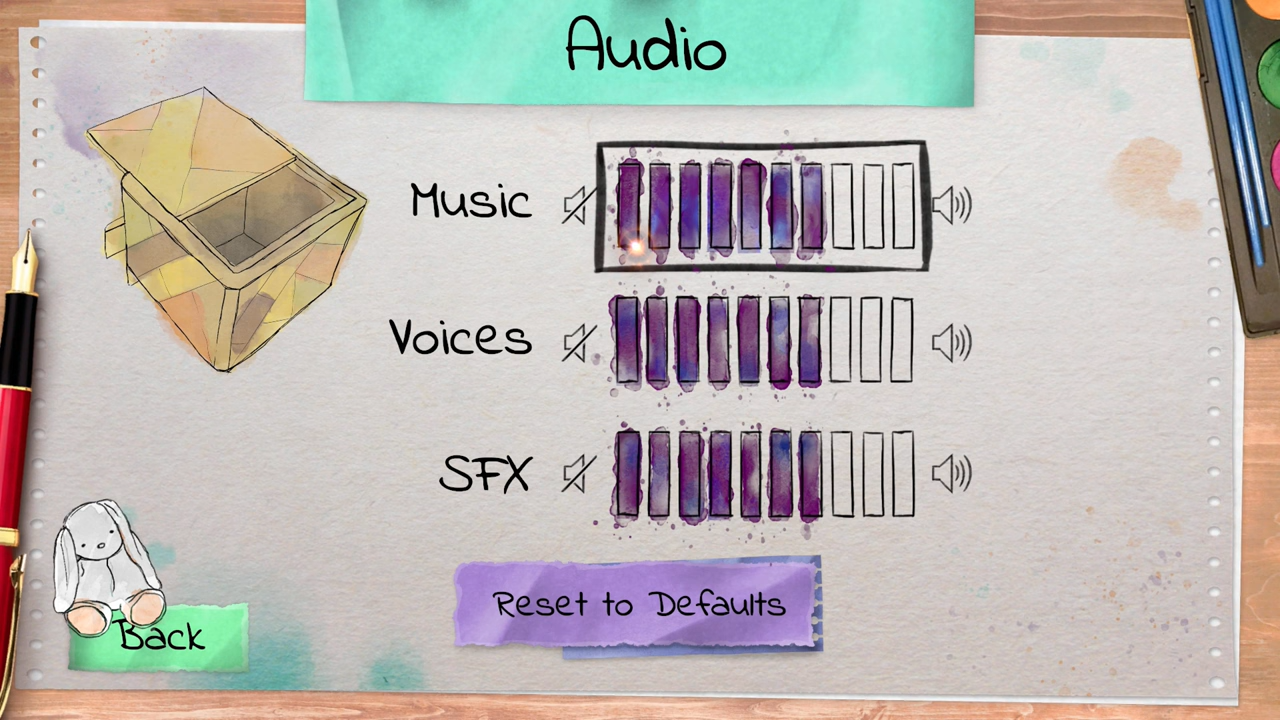 Audio
Music
Voices
SFX
Reset to Defaults
Back